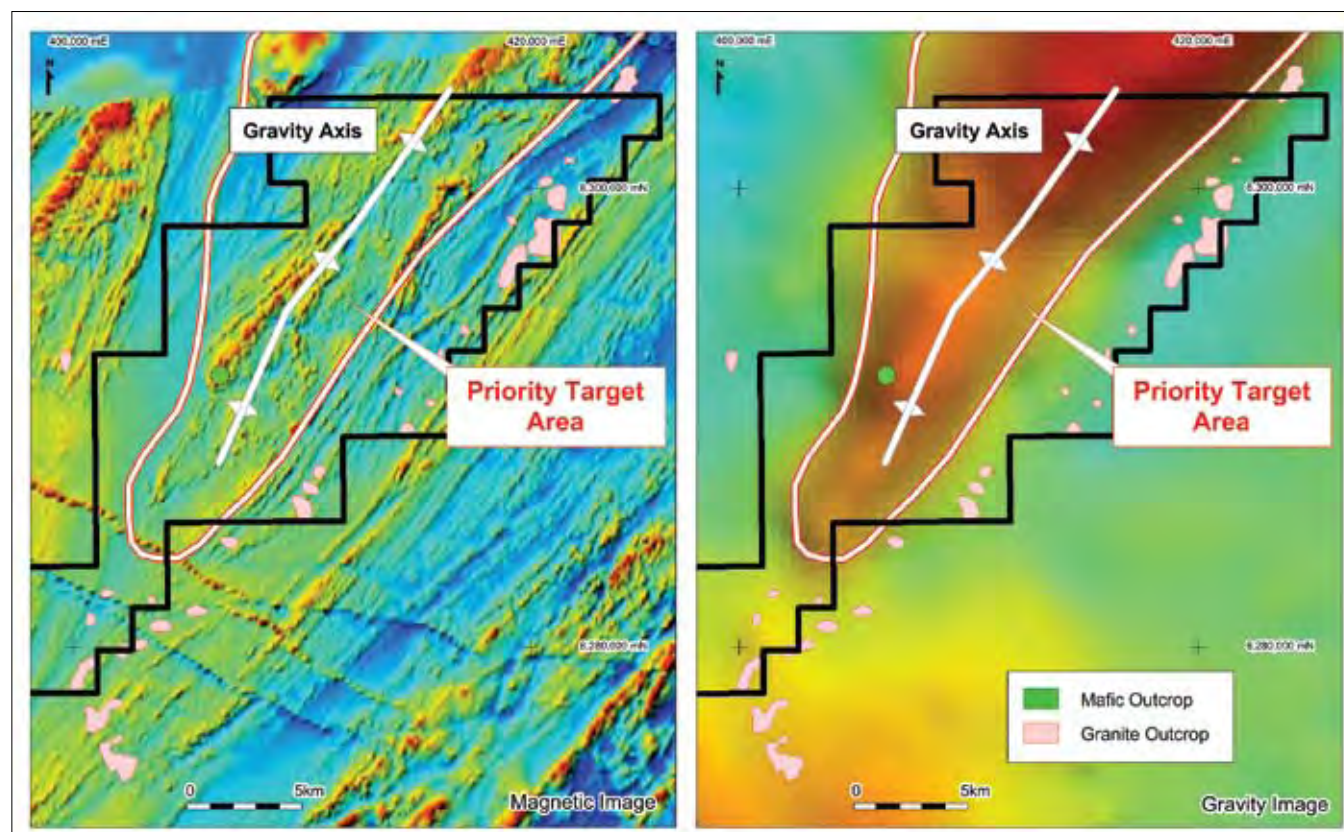 400,000 mE
420,000 mE
N
Gravity Axis
6,300,000 mN
Priority Target
Area
6,280,000 mN
0
5km
Magnetic Image
400,000 mE
420,000 mE
N
Gravity Axis
6,300,000 mN
Priority Target
Area
6,280,000 mN
Mafic Outcrop
Granite Outcrop
0
5km
Gravity Image